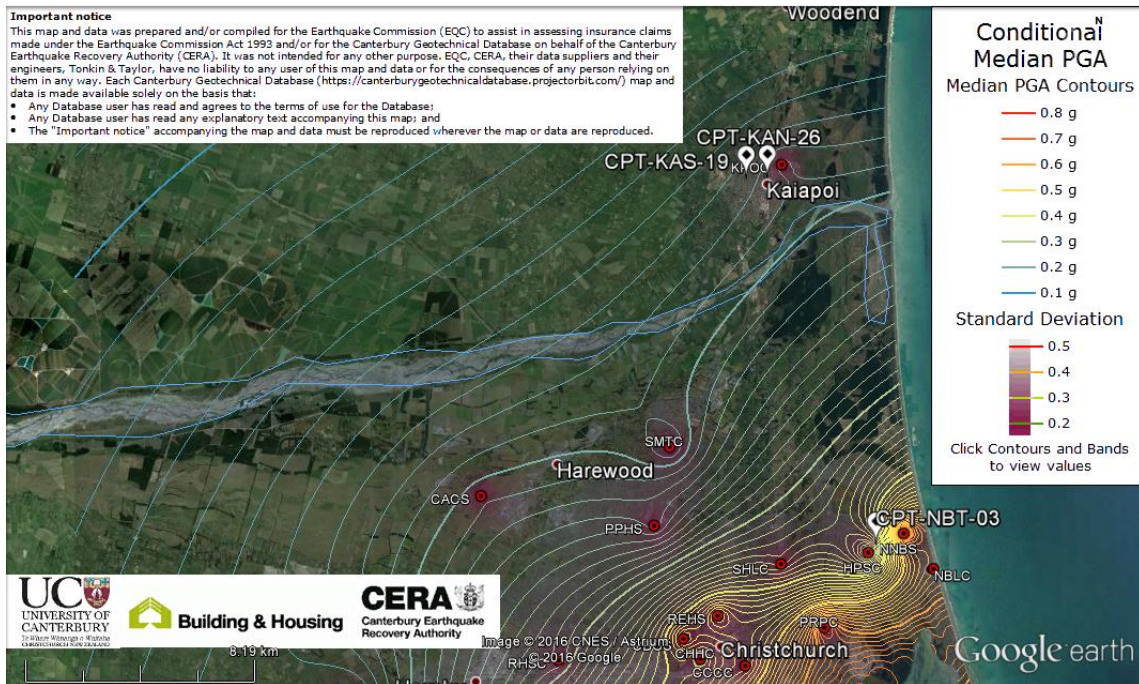 Important notice
This map and data was prepared and/or compiled for the Earthquake Commission (EQC) to assist in assessing insurance claims
made under the Earthquake Commission Act 1993 and/or for the Canterbury Geotechnical Database on behalf of the Canterbury
Earthquake Recovery Authority (CERA). It was not intended for any other purpose. EQC, CERA, their data suppliers and their
engineers, Tonkin & Taylor, have no liability to any user of this map and data or for the consequences of any person relying on
them in any way. Each Canterbury Geotechnical Database (https://canterburygeotechnicaldatabase.projectorbit.com/) map and
data is made available solely on the basis that:
• Any Database user has read and agrees to the terms of use for the Database;
• Any Database user has read any explanatory text accompanying this map; and
• The "Important notice" accompanying the map and data must be reproduced wherever the map or data are reproduced.
Woodend
N
Conditional
Median PGA
Median PGA Contours
0.8 g
0.7 g
0.6 g
0.5 g
0.4 g
0.3 g
0.2 g
0.1 g
Standard Deviation
0.5
0.4
0.3
0.2
Click Contours and Bands
to view values
CPT-KAN-26
CPT-KAS-19
Kaiapoi
SMTC
Harewood
CACS
PPHS
CPT-NBT-03
NNBS
HPSC
NBLC
SHLC
REHS
PRPC
CHHC
Christchurch
CCCC
RHSC
UC
UNIVERSITY OF
CANTERBURY
Te Whare Wānanga o Waitaha
CHRISTCHURCH NEW ZEALAND
Building & Housing
CERA
Canterbury Earthquake
Recovery Authority
8.19 km
Image © 2016 CNES / Astrium
© 2016 Google
Google earth